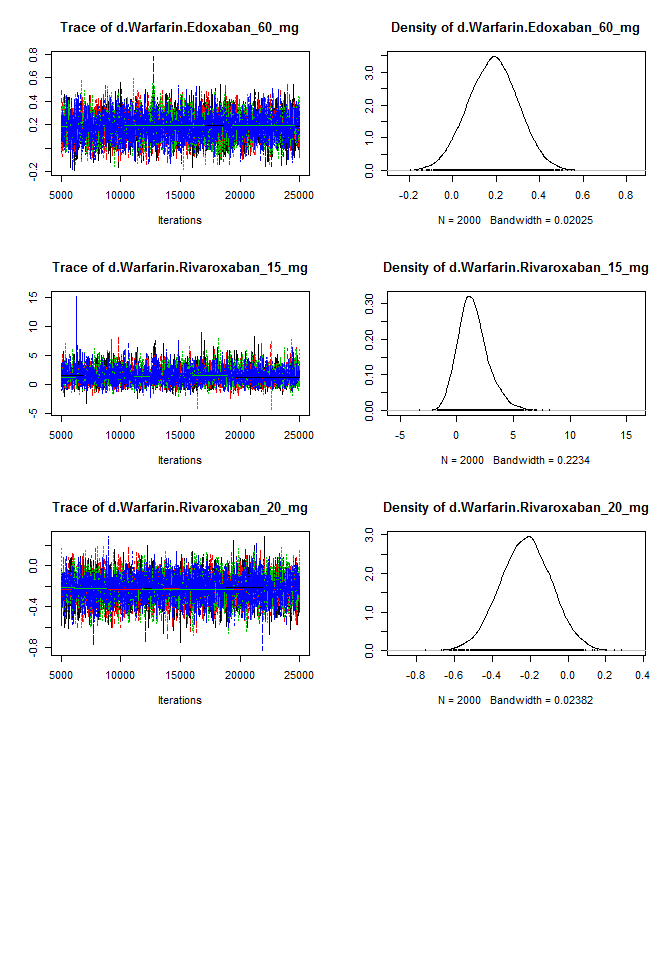 Trace of d.Warfarin.Edoxaban_60_mg
-0.2 0.2 0.4 0.6 0.8
5000 10000 15000 20000 25000
Iterations
Density of d.Warfarin.Edoxaban_60_mg
0.0 1.0 2.0 3.0
-0.2 0.0 0.2 0.4 0.6 0.8
N = 2000 Bandwidth = 0.02025
Trace of d.Warfarin.Rivaroxaban_15_mg
-5 0 5 10 15
5000 10000 15000 20000 25000
Iterations
Density of d.Warfarin.Rivaroxaban_15_mg
0.00 0.10 0.20 0.30
-5 0 5 10 15
N = 2000 Bandwidth = 0.2234
Trace of d.Warfarin.Rivaroxaban_20_mg
-0.8 -0.4 0.0
5000 10000 15000 20000 25000
Iterations
Density of d.Warfarin.Rivaroxaban_20_mg
0.0 1.0 2.0 3.0
-0.8 -0.6 -0.4 -0.2 0.0 0.2 0.4
N = 2000 Bandwidth = 0.02382